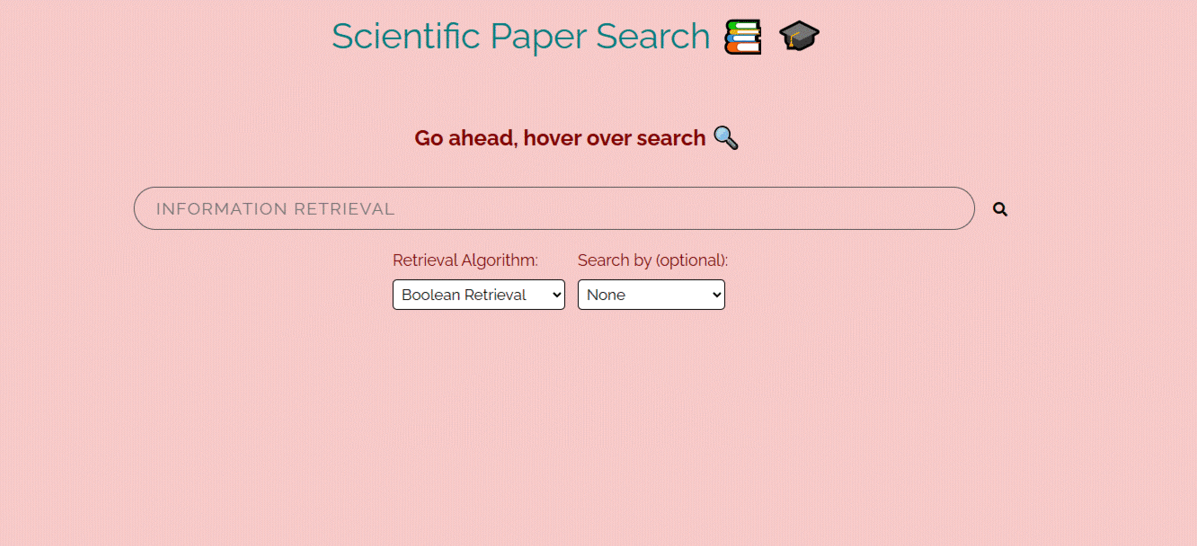 Scientific Paper Search 📚 🎓
Go ahead, hover over search 🔍
INFORMATION RETRIEVAL
Retrieval Algorithm: Search by (optional):
Boolean Retrieval None